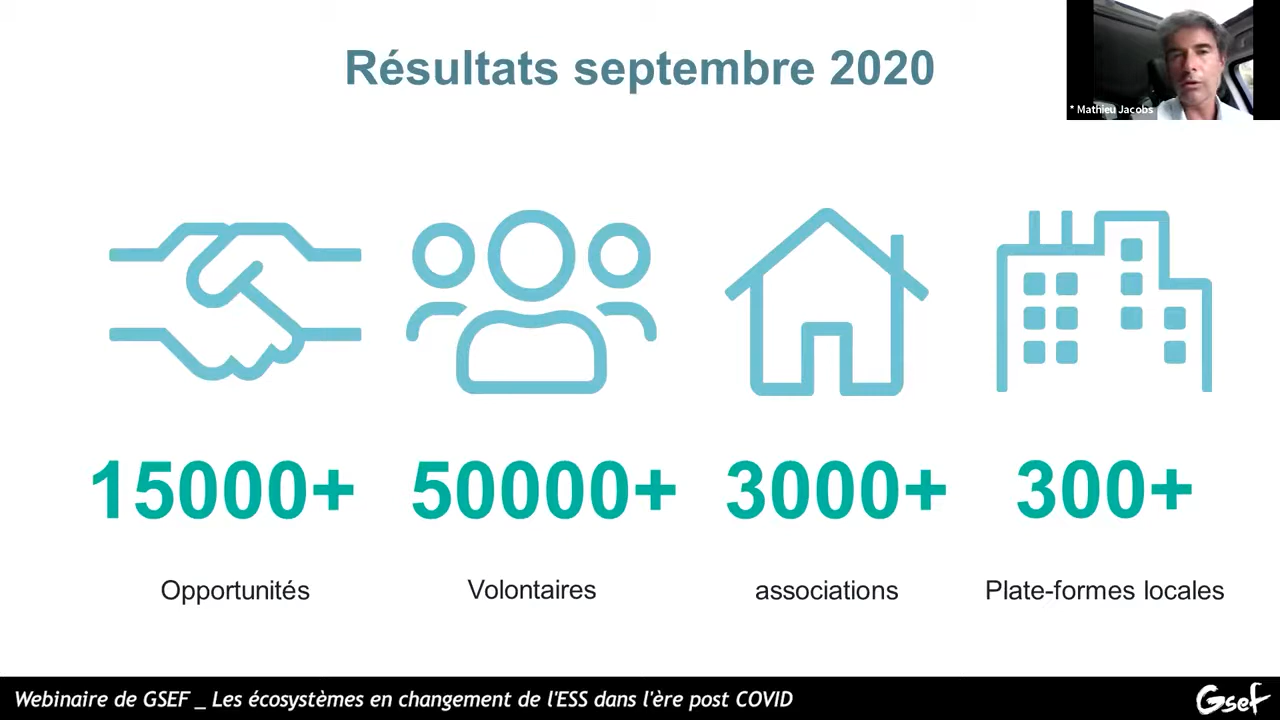 Résultats septembre 2020
* Mathieu Jacobs
15000+
50000+
3000+
300+
Opportunités
Volontaires
associations
Plate-formes locales
Webinaire de GSEF _ Les écosystèmes en changement de l'ESS dans l'ère post COVID
Gsef